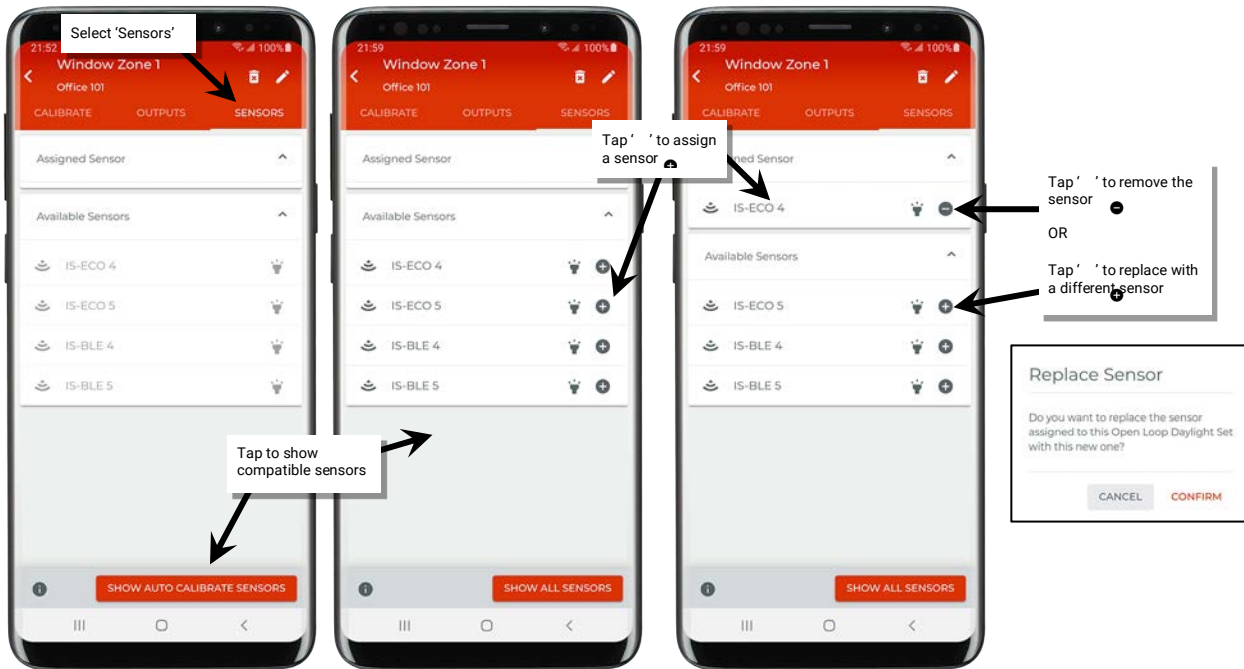 Select ‘Sensors’
21:52
100%
Window Zone 1
Office 101
CALIBRATE OUTPUTS SENSORS
Assigned Sensor
Available Sensors
IS-ECO 4
IS-ECO 5
IS-BLE 4
IS-BLE 5
Tap to show
compatible sensors
SHOW AUTO CALIBRATE SENSORS
21:59
100%
Window Zone 1
Office 101
CALIBRATE OUTPUTS SENSORS
Assigned Sensor
Available Sensors
IS-ECO 4
IS-ECO 5
IS-BLE 4
IS-BLE 5
SHOW ALL SENSORS
Tap ‘ ’ to assign
a sensor
21:59
100%
Window Zone 1
Office 101
CALIBRATE OUTPUTS SENSORS
ned Sensor
IS-ECO 4
Available Sensors
IS-ECO 5
IS-BLE 4
IS-BLE 5
SHOW ALL SENSORS
Tap ‘ ’ to remove the
sensor
OR
Tap ‘ ’ to replace with
a different sensor
Replace Sensor
Do you want to replace the sensor
assigned to this Open Loop Daylight Set
with this new one?
CANCEL CONFIRM